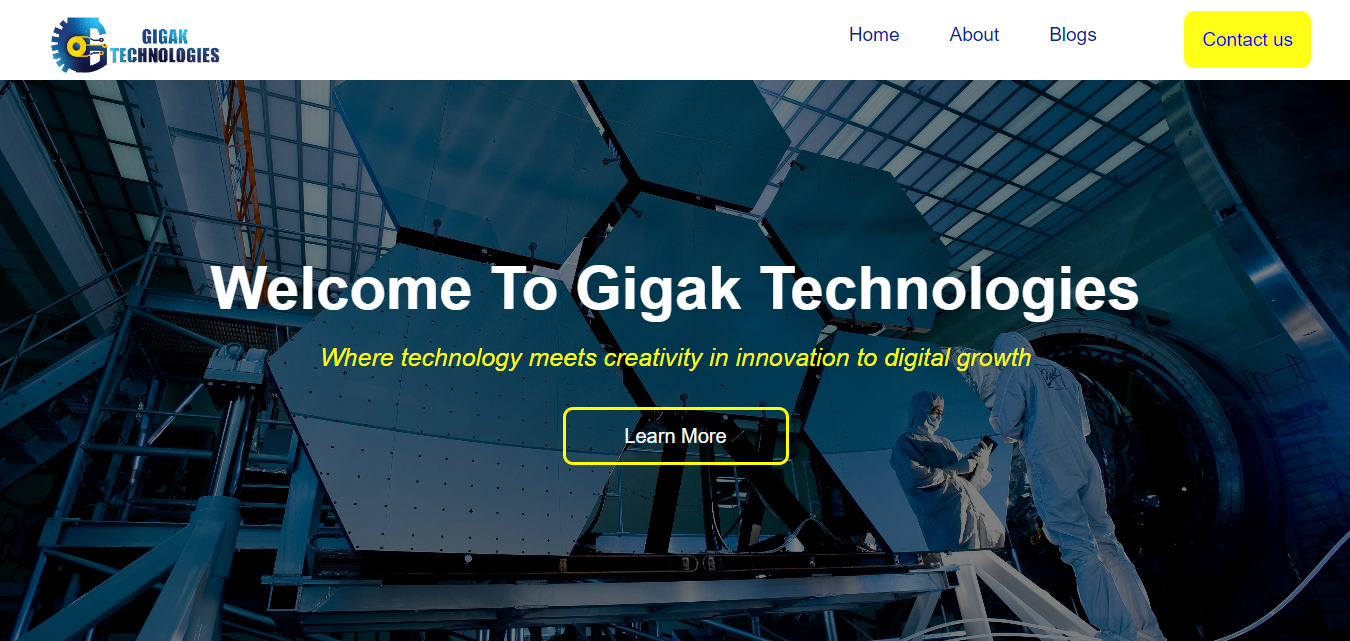 GIGAK
TECHNOLOGIES
Home
About
Blogs
Contact us
Welcome To Gigak Technologies
Where technology meets creativity in innovation to digital growth
Learn More